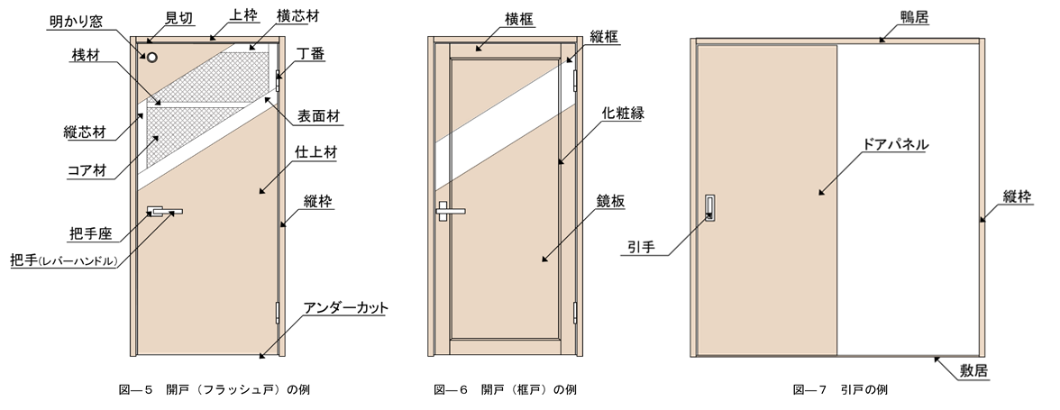 明かり窓
見切
上枠
横芯材
桟材
丁番
縦芯材
表面材
コア材
仕上材
縦枠
把手座
把手(レバーハンドル)
アンダーカット
図―５　開戸（フラッシュ戸）の例
横框
縦框
化粧縁
鏡板
図―６　開戸（框戸）の例
鴨居
ドアパネル
縦枠
引手
敷居
図―７　引戸の例